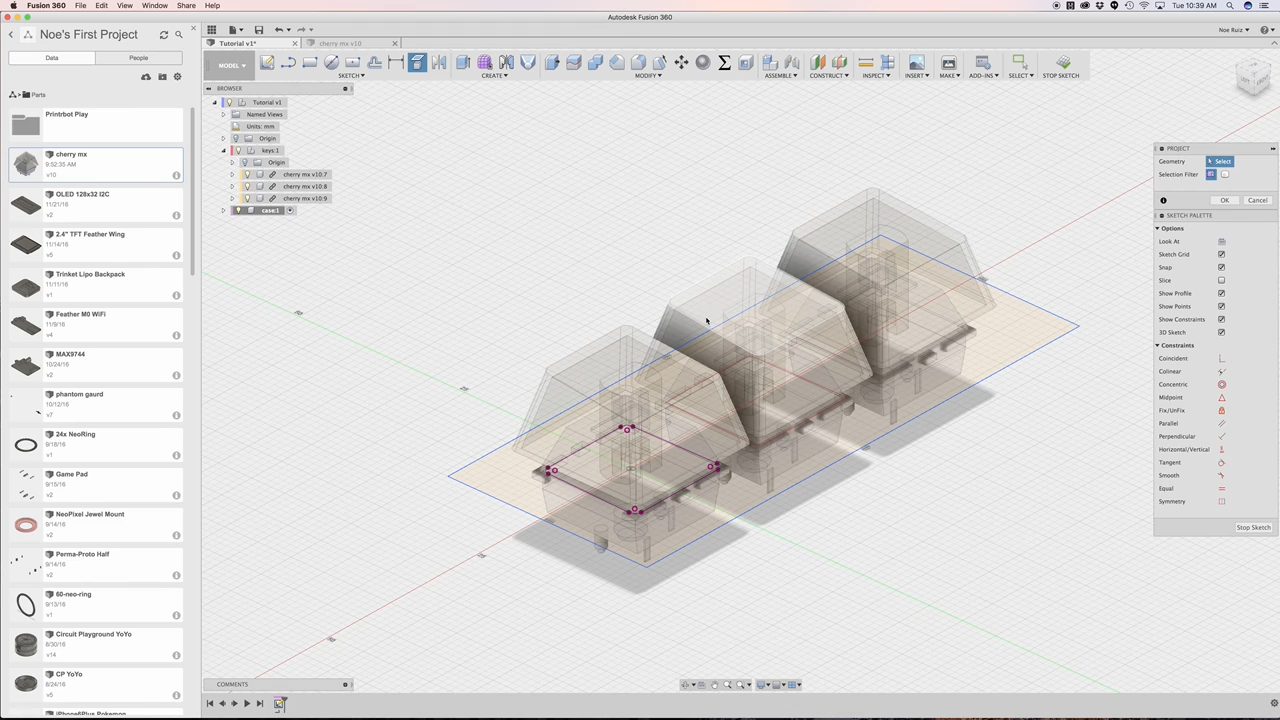 Fusion 360 File Edit View Window Share Help
Tue 10:39 AM
Autodesk Fusion 360
Noe's First Project
Noe Ruiz
Tutorial v1*
cherry mx v10
Data People
MODEL
SKETCH
CREATE
MODIFY
ASSEMBLE
CONSTRUCT
INSPECT
INSERT
MAKE
ADD-INS
SELECT
STOP SKETCH
Parts
Printrbot Play
cherry mx
9:52:35 AM
v10
OLED 128x32 I2C
11/21/16
v2
2.4" TFT Feather Wing
11/14/16
v5
Trinket Lipo Backpack
11/11/16
v1
Feather M0 WiFi
11/9/16
v4
MAX9744
10/24/16
v2
phantom gaurd
10/12/16
v7
24x NeoRing
9/18/16
v1
Game Pad
9/15/16
v2
NeoPixel Jewel Mount
9/14/16
v2
Perma-Proto Half
9/14/16
v2
60-neo-ring
9/13/16
v1
Circuit Playground YoYo
8/30/16
v14
CP YoYo
8/24/16
v5
iPhone6Plus Pokemon
BROWSER
Tutorial v1
Named Views
Units: mm
Origin
keys:1
Origin
cherry mx v10:7
cherry mx v10:8
cherry mx v10:9
case:1
PROJECT
Geometry Select
Selection Filter
OK Cancel
SKETCH PALETTE
Options
Look At
Sketch Grid
Snap
Slice
Show Profile
Show Points
Show Constraints
3D Sketch
Constraints
Coincident
Colinear
Concentric
Midpoint
Fix/UnFix
Parallel
Perpendicular
Horizontal/Vertical
Tangent
Smooth
Equal
Symmetry
Stop Sketch
COMMENTS